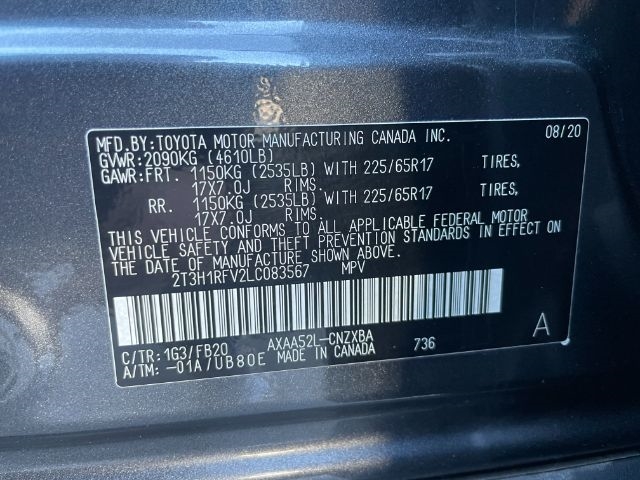 MFD.BY:TOYOTA MOTOR MANUFACTURING CANADA INC. 08/20
GVWR:2090KG (4610LB)
GAWR:FRT. 1150KG (2535LB) WITH 225/65R17 TIRES,
17X7.0J RIMS.
RR. 1150KG (2535LB) WITH 225/65R17 TIRES,
17X7.0J RIMS.
THIS VEHICLE CONFORMS TO ALL APPLICABLE FEDERAL MOTOR
VEHICLE SAFETY AND THEFT PREVENTION STANDARDS IN EFFECT ON
THE DATE OF MANUFACTURE SHOWN ABOVE.
2T3H1RFV2LC083567 MPV
A
C/TR:1G3/FB20 AXAA52L-CNZXBA 736
A/TM:-01A/UB80E MADE IN CANADA